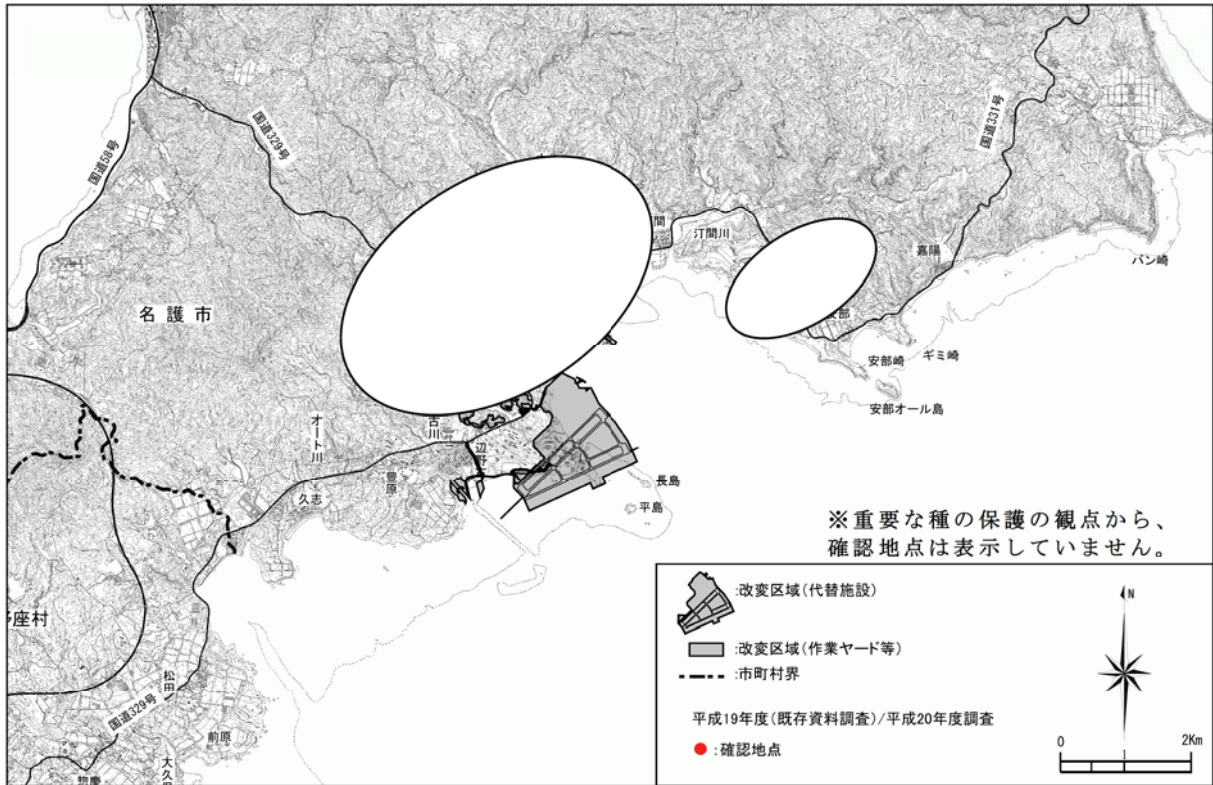 国道58号
国道329号
国道331号
間
汀間川
嘉陽
バン崎
名護市
安部
安部崎
ギミ崎
安部オール島
オート川
古川
辺野
久志
豊原
長島
平島
※重要な種の保護の観点から、
確認地点は表示していません。
座村
松田
国道329号
前原
大久保
惣慶
:改変区域(代替施設)
:改変区域(作業ヤード等)
:市町村界
平成19年度(既存資料調査)/平成20年度調査
:確認地点
N
0 1 2Km